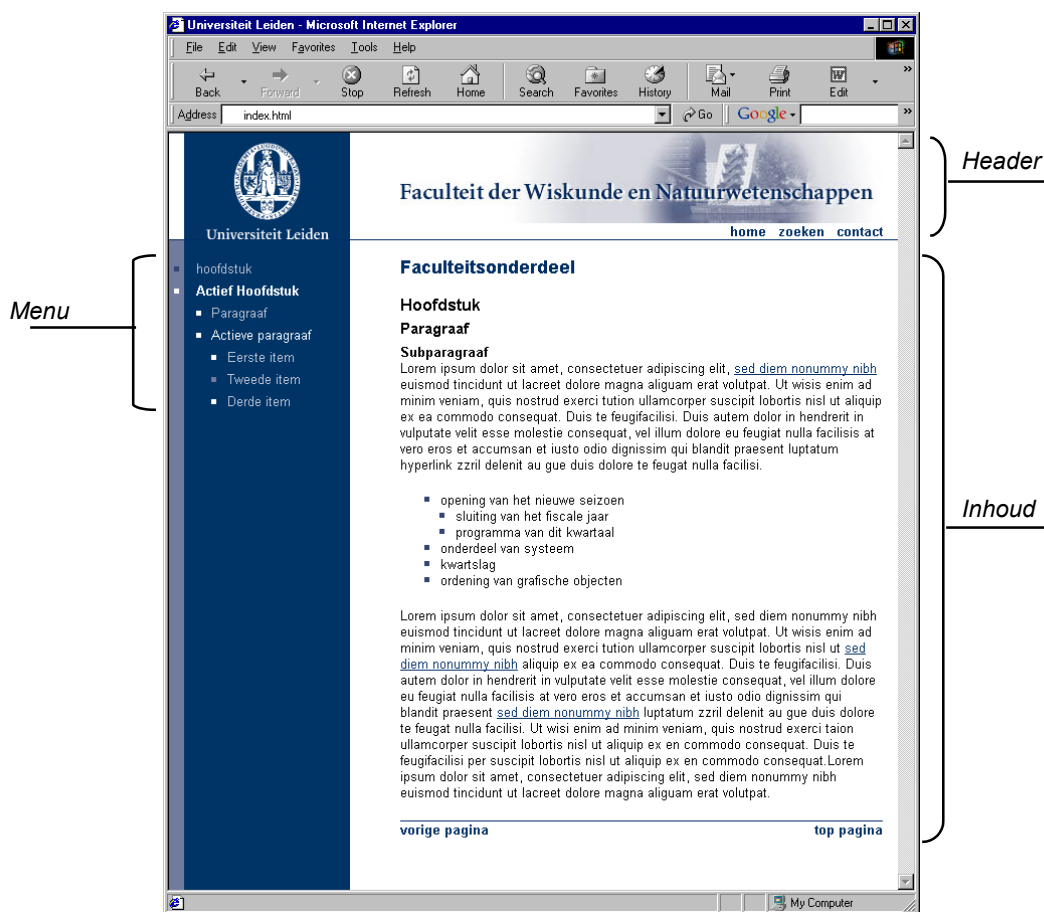 Universiteit Leiden - Microsoft Internet Explorer
File Edit View Favorites Tools Help
Back Forward Stop Refresh Home Search Favorites History Mail Print Edit »
Address index.html Go Google »
Header
Faculteit der Wiskunde en Natuurwetenschappen
Universiteit Leiden
home zoeken contact
Menu
hoofdstuk
Actief Hoofdstuk
Paragraaf
Actieve paragraaf
Eerste item
Tweede item
Derde item
Inhoud
Faculteitsonderdeel
Hoofdstuk
Paragraaf
Subparagraaf
Lorem ipsum dolor sit amet, consectetuer adipiscing elit, sed diem nonummy nibh
euismod tincidunt ut lacreet dolore magna aliguam erat volutpat. Ut wisis enim ad
minim veniam, quis nostrud exerci tution ullamcorper suscipit lobortis nisl ut aliquip
ex ea commodo consequat. Duis te feugifacilisi. Duis autem dolor in hendrerit in
vulputate velit esse molestie consequat, vel illum dolore eu feugiat nulla facilisis at
vero eros et accumsan et iusto odio dignissim qui blandit praesent luptatum
hyperlink zzril delenit au gue duis dolore te feugat nulla facilisi.
opening van het nieuwe seizoen
sluiting van het fiscale jaar
programma van dit kwartaal
onderdeel van systeem
kwartslag
ordening van grafische objecten
Lorem ipsum dolor sit amet, consectetuer adipiscing elit, sed diem nonummy nibh
euismod tincidunt ut lacreet dolore magna aliguam erat volutpat. Ut wisis enim ad
minim veniam, quis nostrud exerci tution ullamcorper suscipit lobortis nisl ut sed
diem nonummy nibh aliquip ex ea commodo consequat. Duis te feugifacilisi. Duis
autem dolor in hendrerit in vulputate velit esse molestie consequat, vel illum dolore
eu feugiat nulla facilisis at vero eros et accumsan et iusto odio dignissim qui
blandit praesent sed diem nonummy nibh luptatum zzril delenit au gue duis dolore
te feugat nulla facilisi. Ut wisi enim ad minim veniam, quis nostrud exerci taion
ullamcorper suscipit lobortis nisl ut aliquip ex en commodo consequat. Duis te
feugifacilisi per suscipit lobortis nisl ut aliquip ex en commodo consequat.Lorem
ipsum dolor sit amet, consectetuer adipiscing elit, sed diem nonummy nibh
euismod tincidunt ut lacreet dolore magna aliguam erat volutpat.
vorige pagina top pagina
My Computer